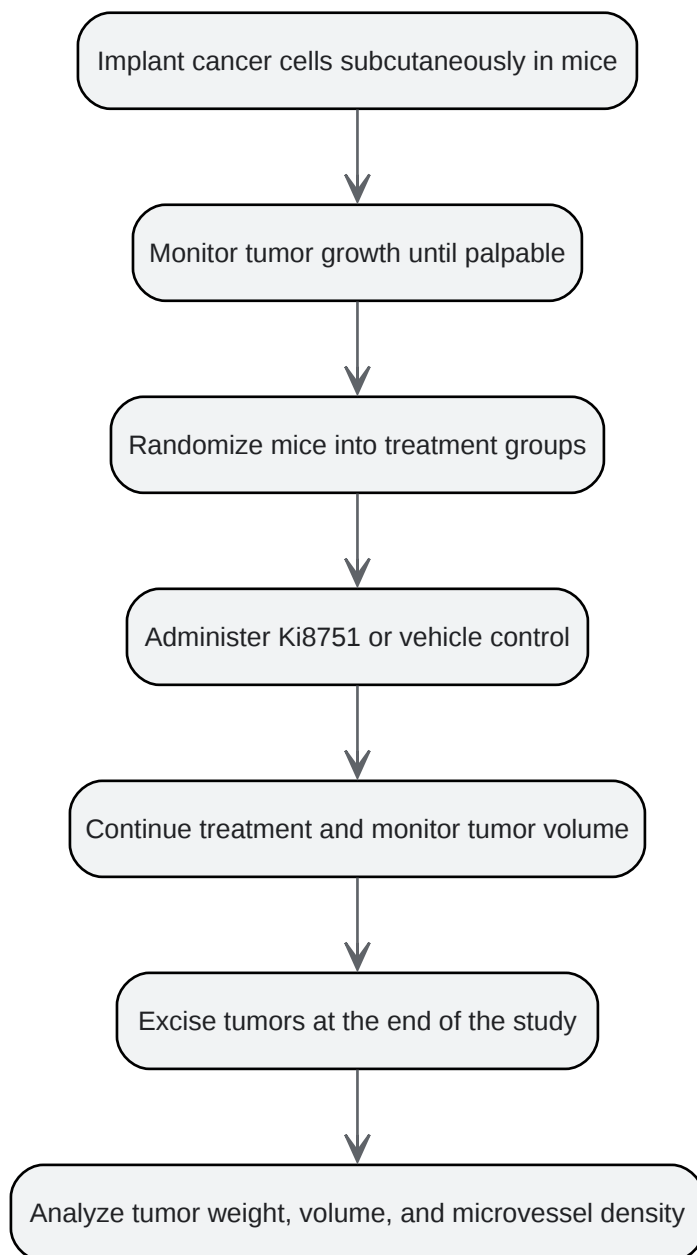 Implant cancer cells subcutaneously in mice
Monitor tumor growth until palpable
Randomize mice into treatment groups
Administer Ki8751 or vehicle control
Continue treatment and monitor tumor volume
Excise tumors at the end of the study
Analyze tumor weight, volume, and microvessel density